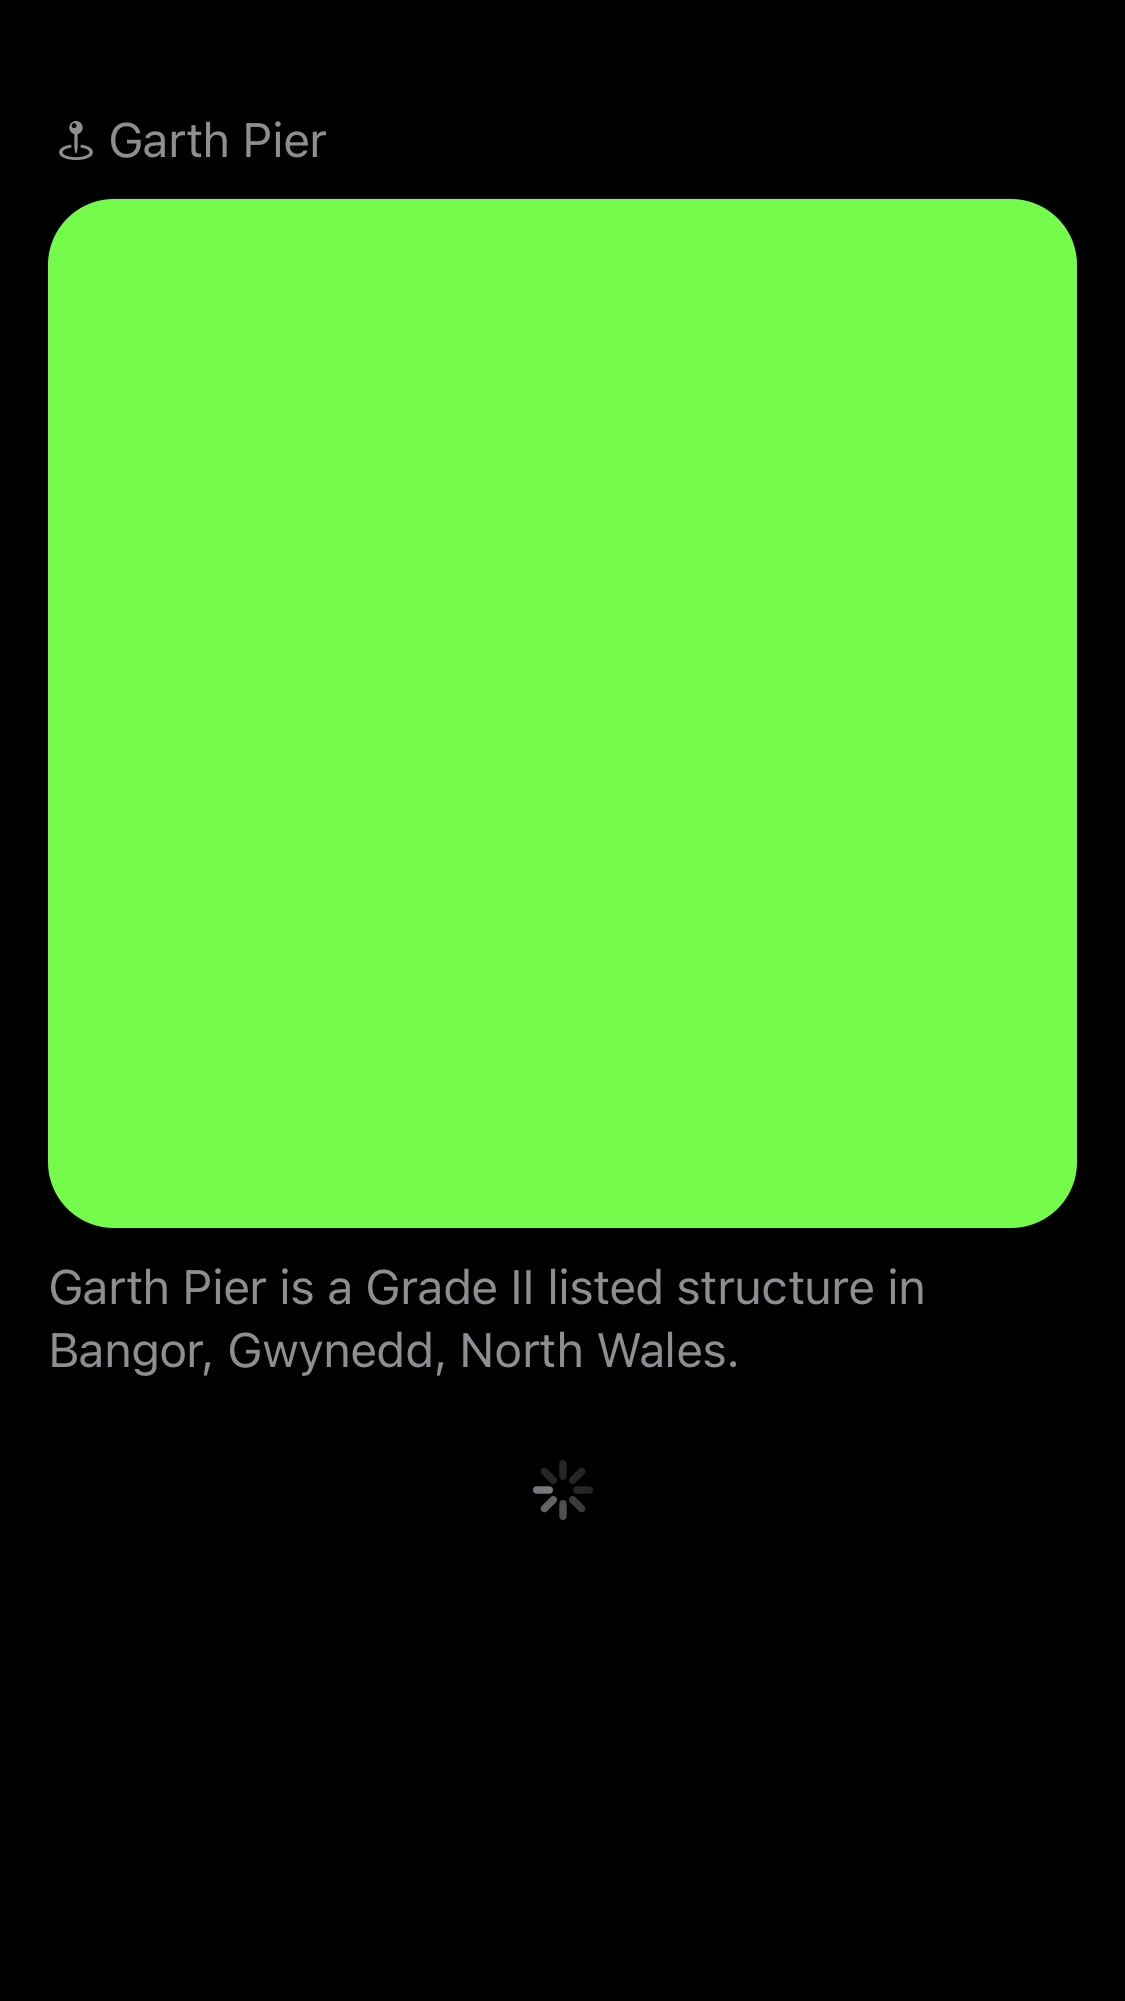 Garth Pier
Garth Pier is a Grade II listed structure in
Bangor, Gwynedd, North Wales.